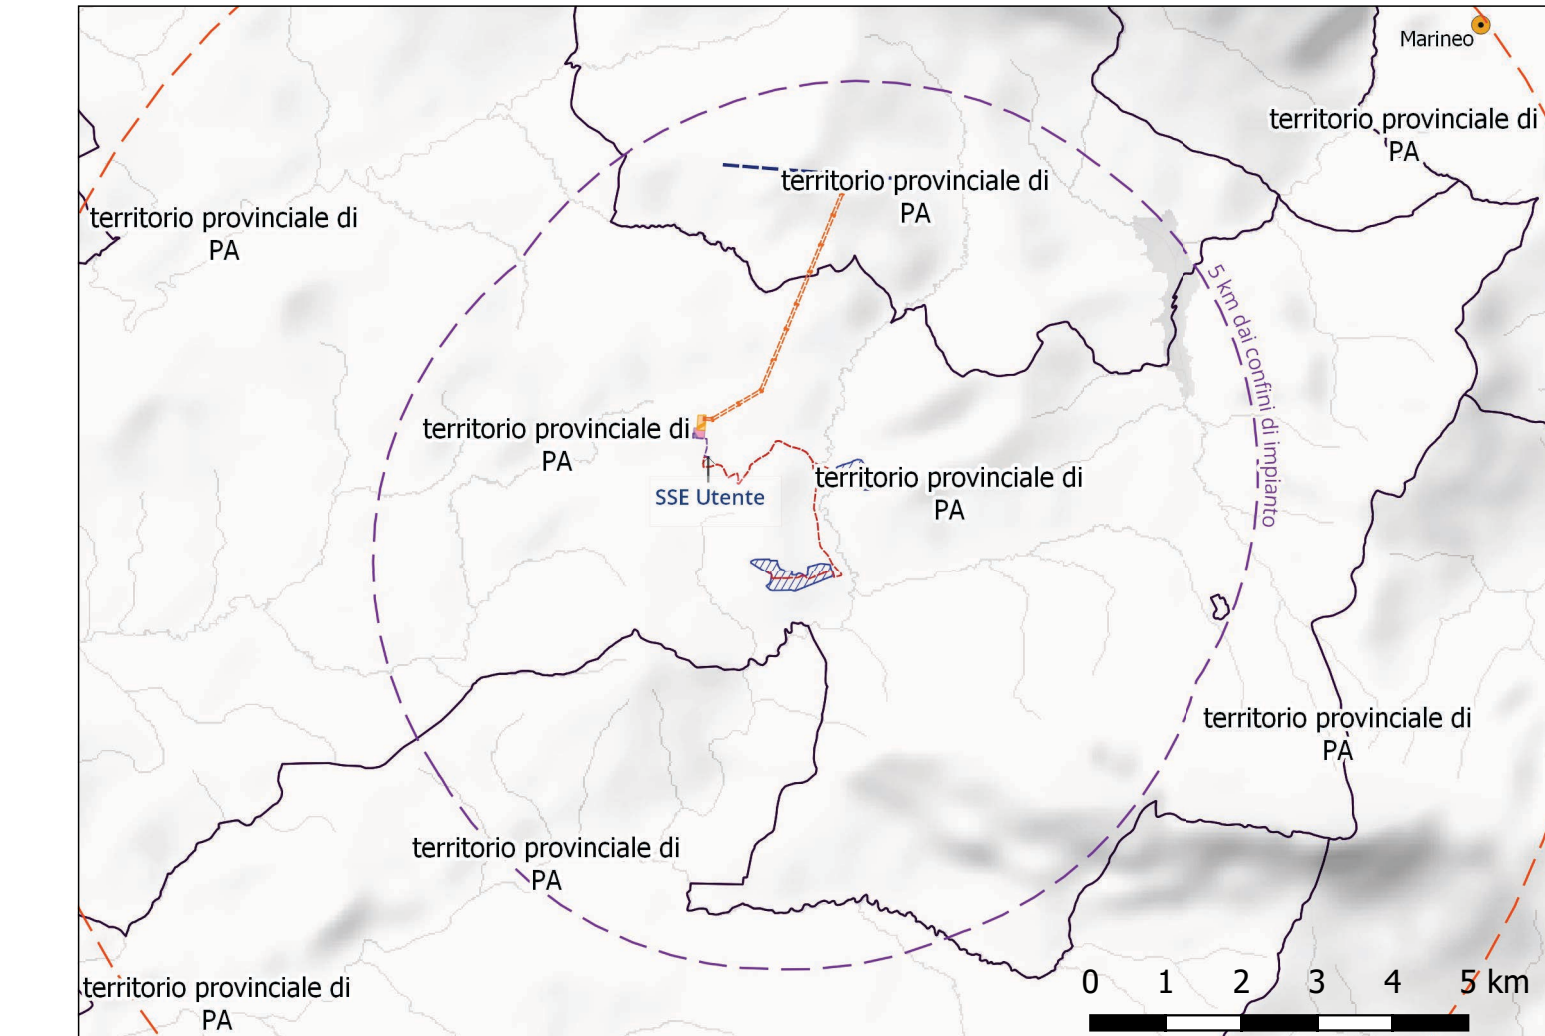 Marineo
territorio provinciale di
PA
territorio provinciale di
PA
territorio provinciale di
PA
5 km dai confini di impianto
territorio provinciale di
PA
territorio provinciale di
PA
SSE Utente
territorio provinciale di
PA
territorio provinciale di
PA
territorio provinciale di
PA
0 1 2 3 4 5 km